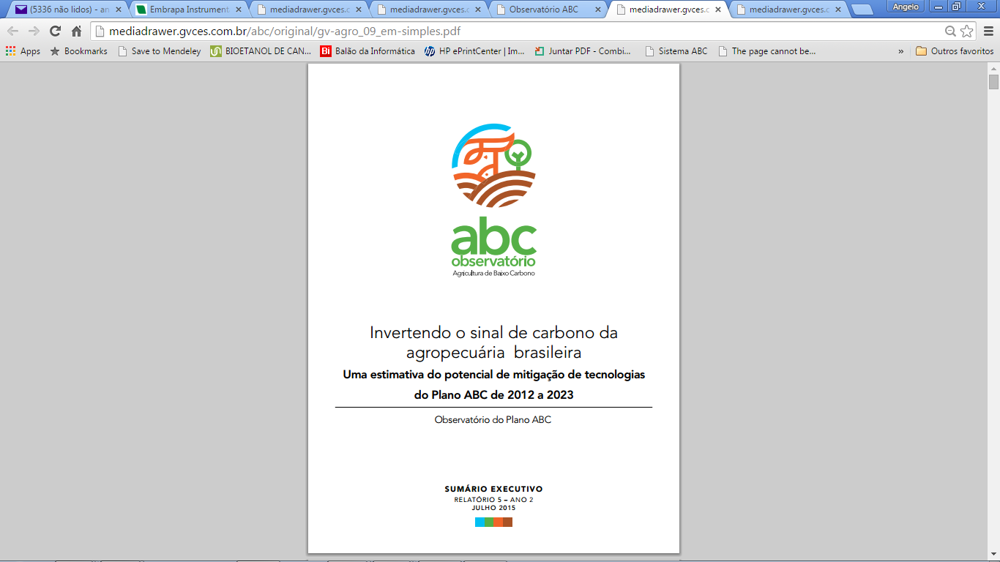 (5336 não lidos) - an
Embrapa Instrument
mediadrawer.gvces.c
mediadrawer.gvces.c
Observatório ABC
mediadrawer.gvces.c
mediadrawer.gvces.c
Angelo
mediadrawer.gvces.com.br/abc/original/gv-agro_09_em-simples.pdf
Apps
Bookmarks
Save to Mendeley
BIOETANOL DE CAN...
Bi
Balão da Informática
hp
HP ePrintCenter | Im...
Juntar PDF - Combi...
Sistema ABC
The page cannot be...
»
Outros favoritos
abc
observatório
Agricultura de Baixo Carbono
Invertendo o sinal de carbono da
agropecuária brasileira
Uma estimativa do potencial de mitigação de tecnologias
do Plano ABC de 2012 a 2023
Observatório do Plano ABC
SUMÁRIO EXECUTIVO
RELATÓRIO 5 – ANO 2
JULHO 2015